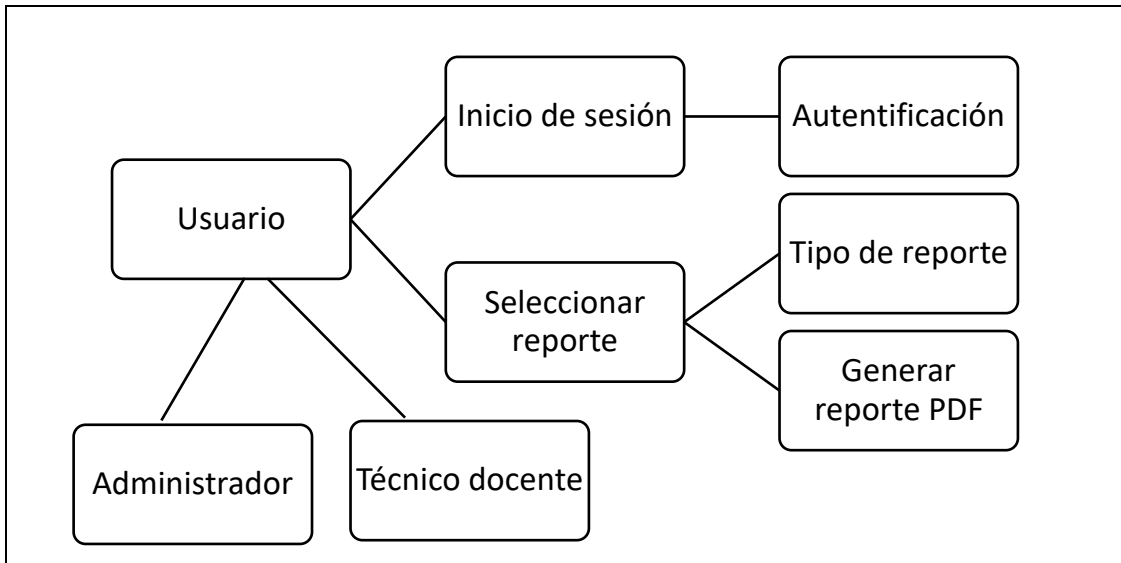 Inicio de sesión
Autentificación
Usuario
Tipo de reporte
Seleccionar
reporte
Generar
reporte PDF
Administrador
Técnico docente